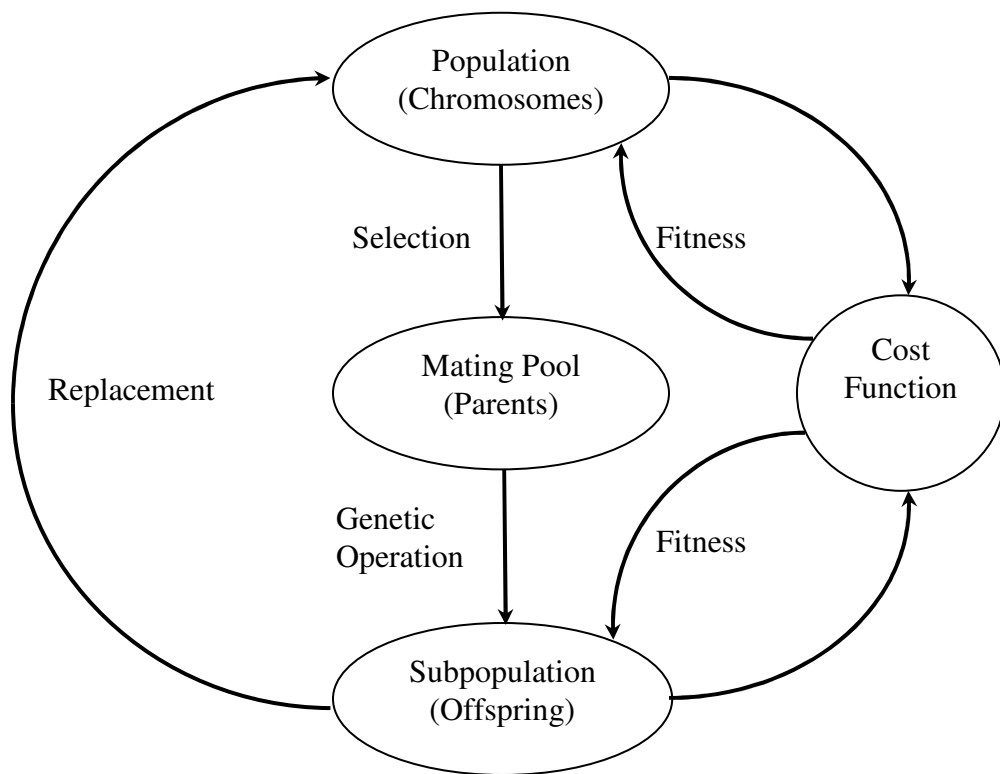 Population
(Chromosomes)
Selection
Fitness
Mating Pool
(Parents)
Cost
Function
Replacement
Genetic
Operation
Fitness
Subpopulation
(Offspring)